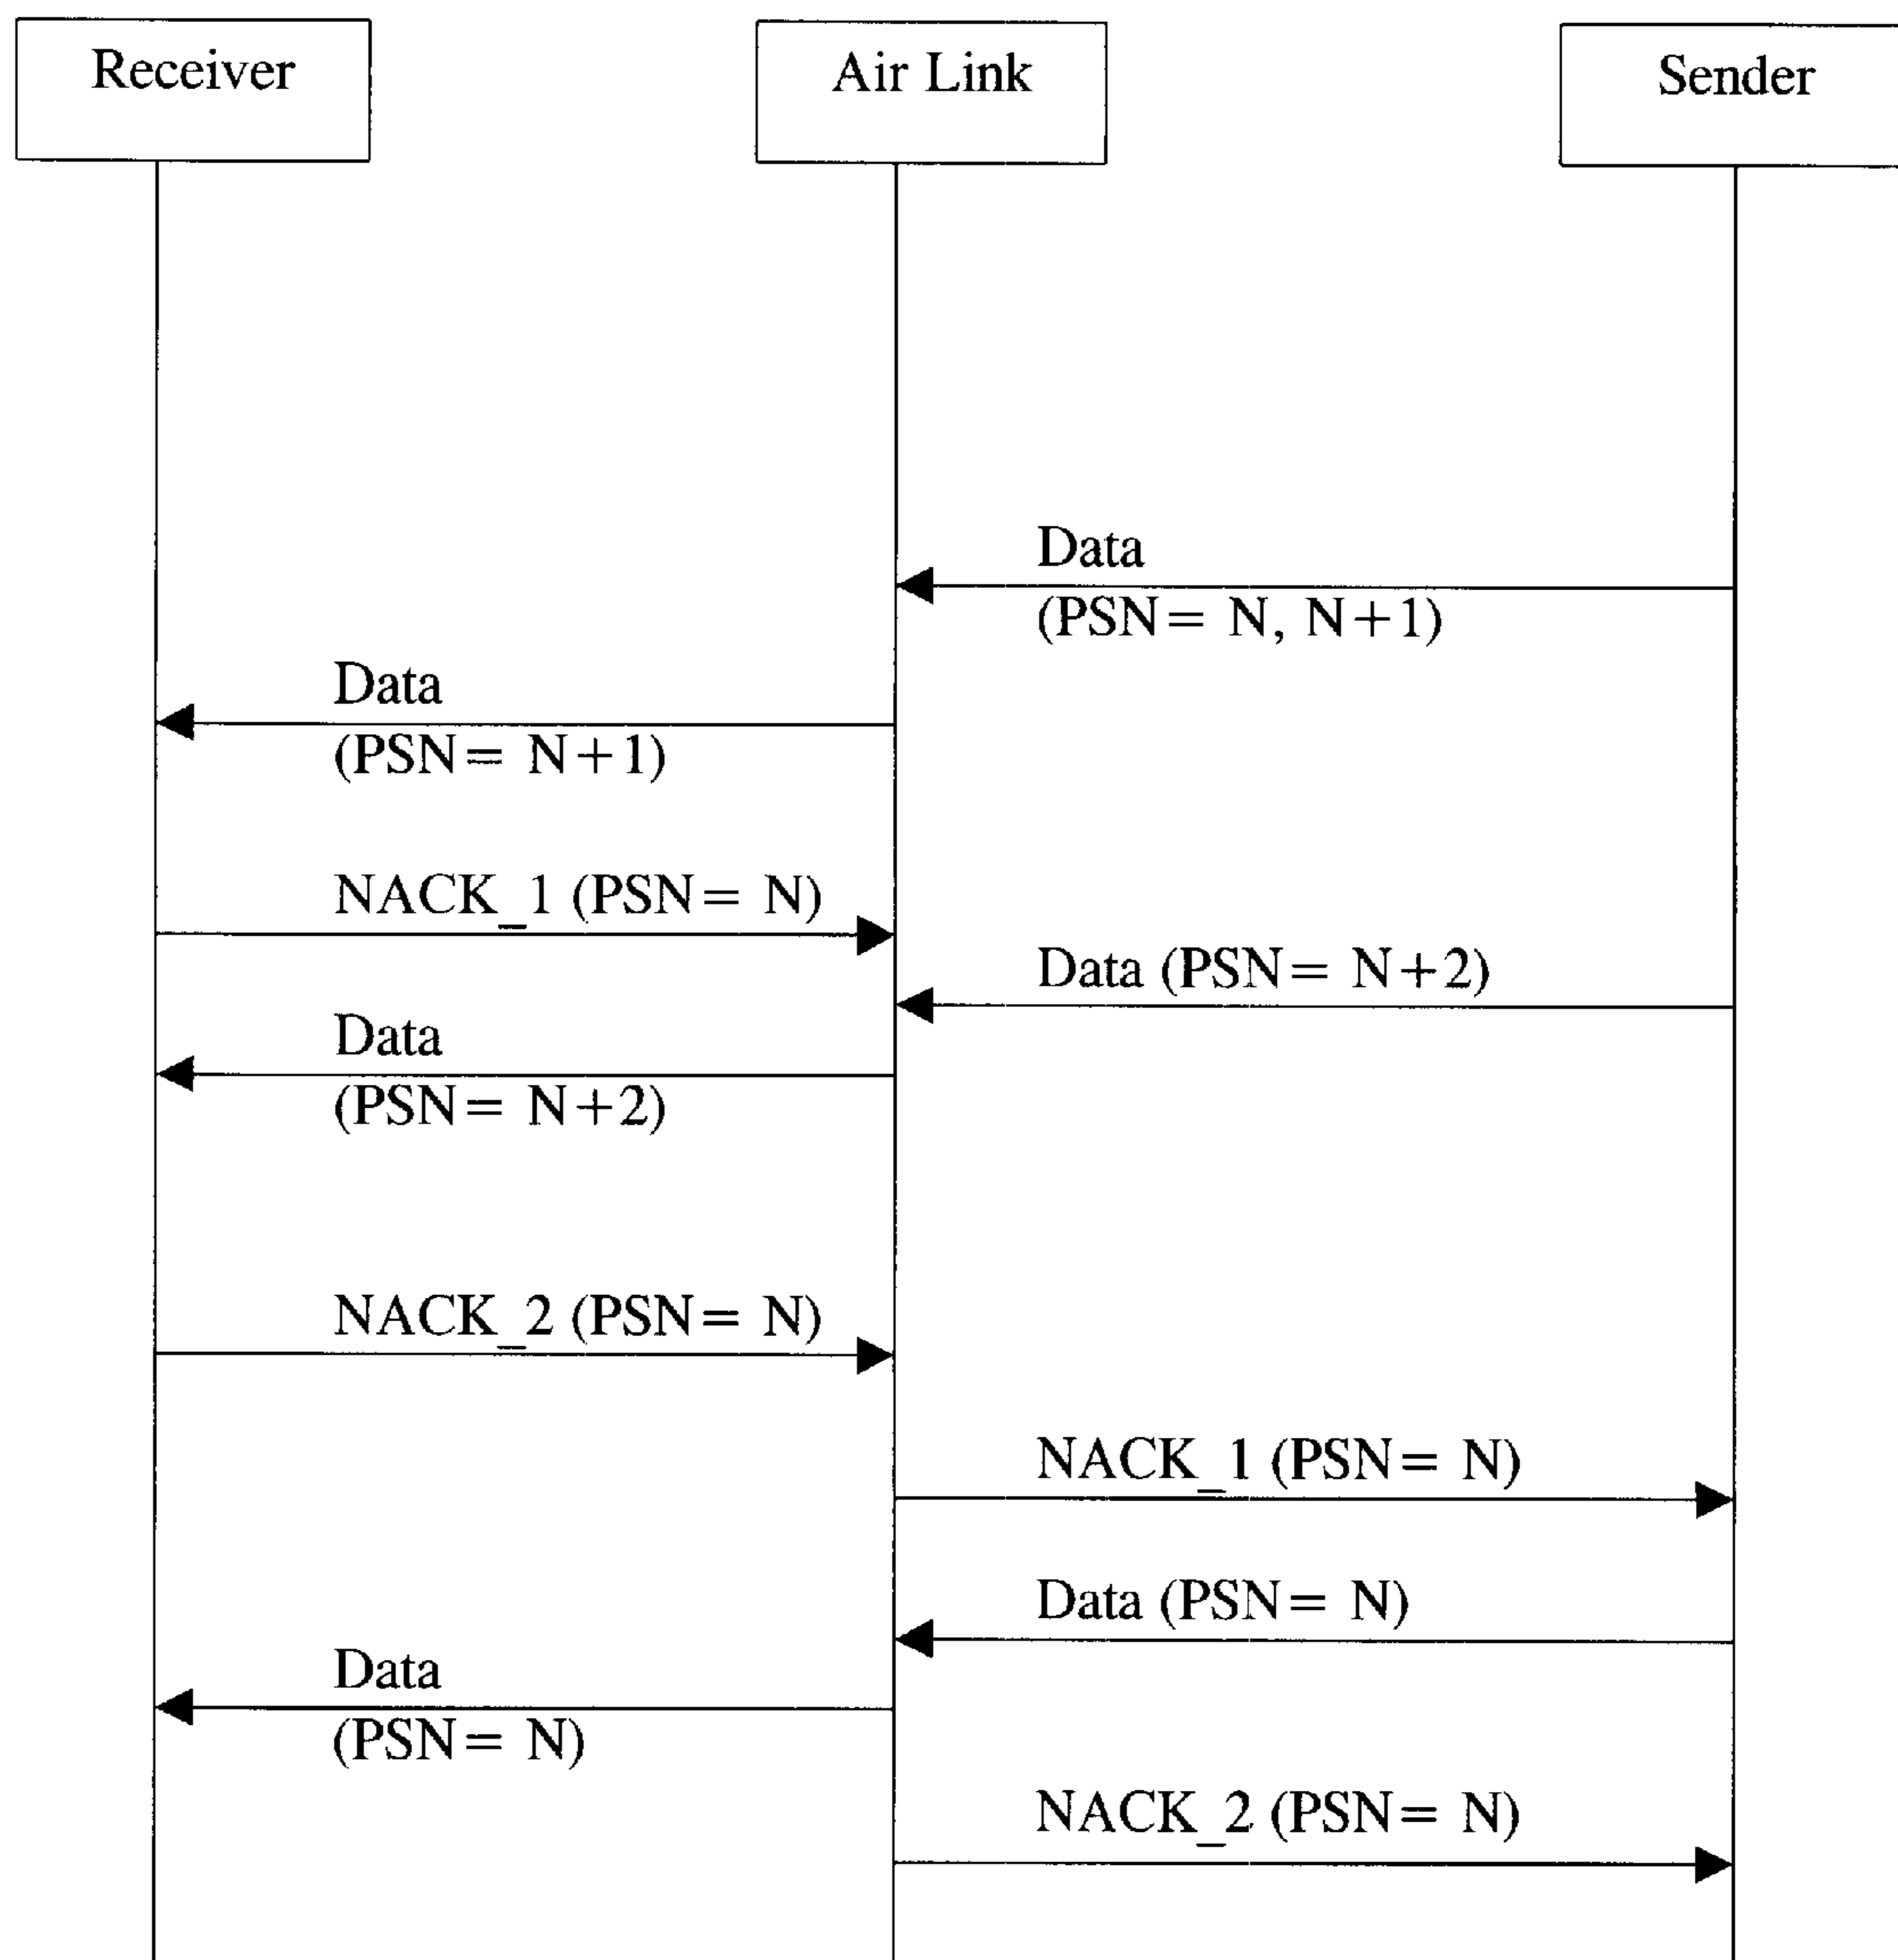 Receiver
Air Link
Sender
Data
(PSN= N, N+1)
Data
(PSN= N+1)
NACK_1 (PSN= N)
Data (PSN= N+2)
Data
(PSN= N+2)
NACK_2 (PSN= N)
NACK_1 (PSN= N)
Data (PSN= N)
Data
(PSN= N)
NACK_2 (PSN= N)